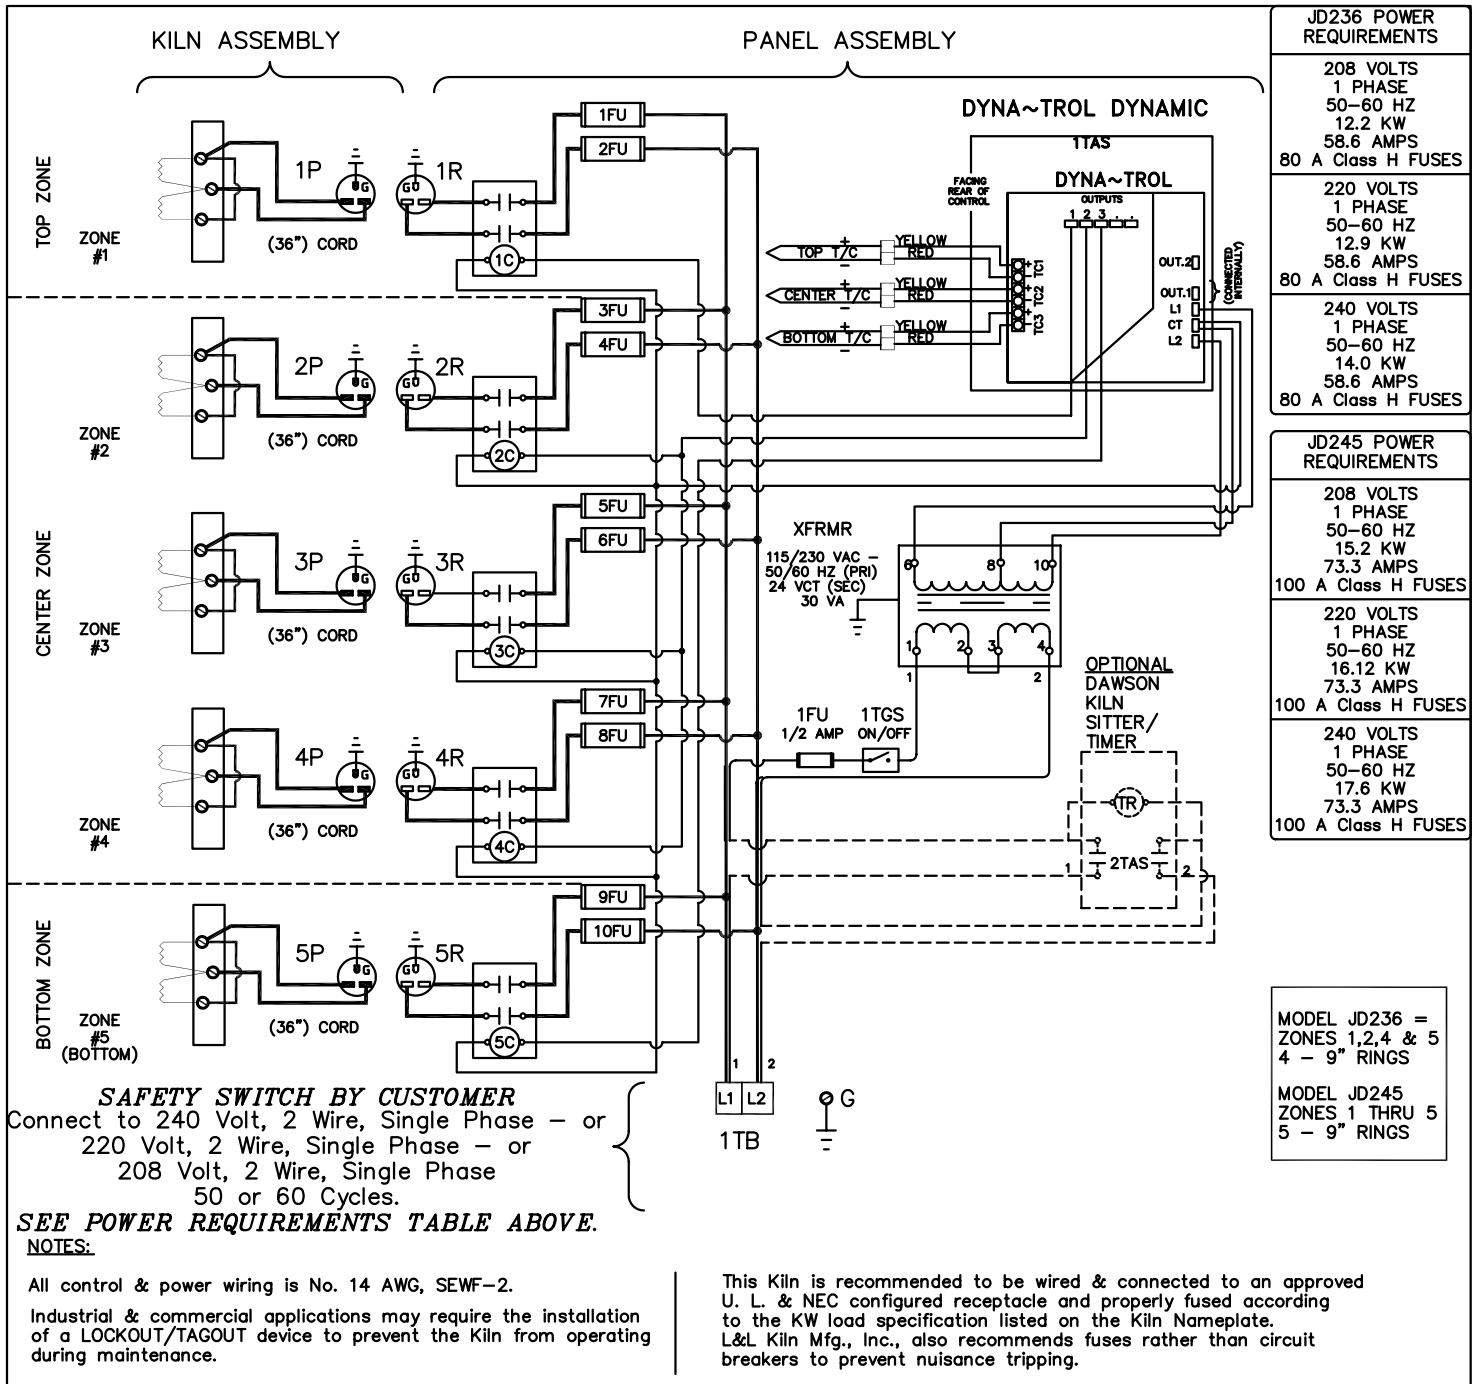 KILN ASSEMBLY
PANEL ASSEMBLY
TOP ZONE
ZONE
#1
1P
G
(36") CORD
G
1R
1C
1FU
2FU
ZONE
#2
2P
G
(36") CORD
G
2R
2C
3FU
4FU
CENTER ZONE
ZONE
#3
3P
G
(36") CORD
G
3R
3C
5FU
6FU
ZONE
#4
4P
G
(36") CORD
G
4R
4C
7FU
8FU
BOTTOM ZONE
ZONE
#5
(BOTTOM)
5P
G
(36") CORD
G
5R
5C
9FU
10FU
DYNA~TROL DYNAMIC
1TAS
FACING
REAR OF
CONTROL
DYNA~TROL
OUTPUTS
1 2 3 . .
+
TOP T/C
−
YELLOW
RED
+
CENTER T/C
−
YELLOW
RED
+
BOTTOM T/C
−
YELLOW
RED
+
−
TC1
+
−
TC2
+
−
TC3
OUT.2
OUT.1
(CONNECTED
INTERNALLY)
L1
CT
L2
XFRMR
115/230 VAC −
50/60 HZ (PRI)
24 VCT (SEC)
30 VA
6 8 10
1 2 3 4
1 2
1FU
1/2 AMP
1TGS
ON/OFF
OPTIONAL
DAWSON
KILN
SITTER/
TIMER
TR
1 2TAS 2
1 2
L1 L2
1TB
G
JD236 POWER
REQUIREMENTS
208 VOLTS
1 PHASE
50−60 HZ
12.2 KW
58.6 AMPS
80 A Class H FUSES
220 VOLTS
1 PHASE
50−60 HZ
12.9 KW
58.6 AMPS
80 A Class H FUSES
240 VOLTS
1 PHASE
50−60 HZ
14.0 KW
58.6 AMPS
80 A Class H FUSES
JD245 POWER
REQUIREMENTS
208 VOLTS
1 PHASE
50−60 HZ
15.2 KW
73.3 AMPS
100 A Class H FUSES
220 VOLTS
1 PHASE
50−60 HZ
16.12 KW
73.3 AMPS
100 A Class H FUSES
240 VOLTS
1 PHASE
50−60 HZ
17.6 KW
73.3 AMPS
100 A Class H FUSES
MODEL JD236 =
ZONES 1,2,4 & 5
4 − 9" RINGS
MODEL JD245
ZONES 1 THRU 5
5 − 9" RINGS
SAFETY SWITCH BY CUSTOMER
Connect to 240 Volt, 2 Wire, Single Phase − or
220 Volt, 2 Wire, Single Phase − or
208 Volt, 2 Wire, Single Phase
50 or 60 Cycles.
SEE POWER REQUIREMENTS TABLE ABOVE.
NOTES:
All control & power wiring is No. 14 AWG, SEWF−2.
Industrial & commercial applications may require the installation
of a LOCKOUT/TAGOUT device to prevent the Kiln from operating
during maintenance.
This Kiln is recommended to be wired & connected to an approved
U. L. & NEC configured receptacle and properly fused according
to the KW load specification listed on the Kiln Nameplate.
L&L Kiln Mfg., Inc., also recommends fuses rather than circuit
breakers to prevent nuisance tripping.